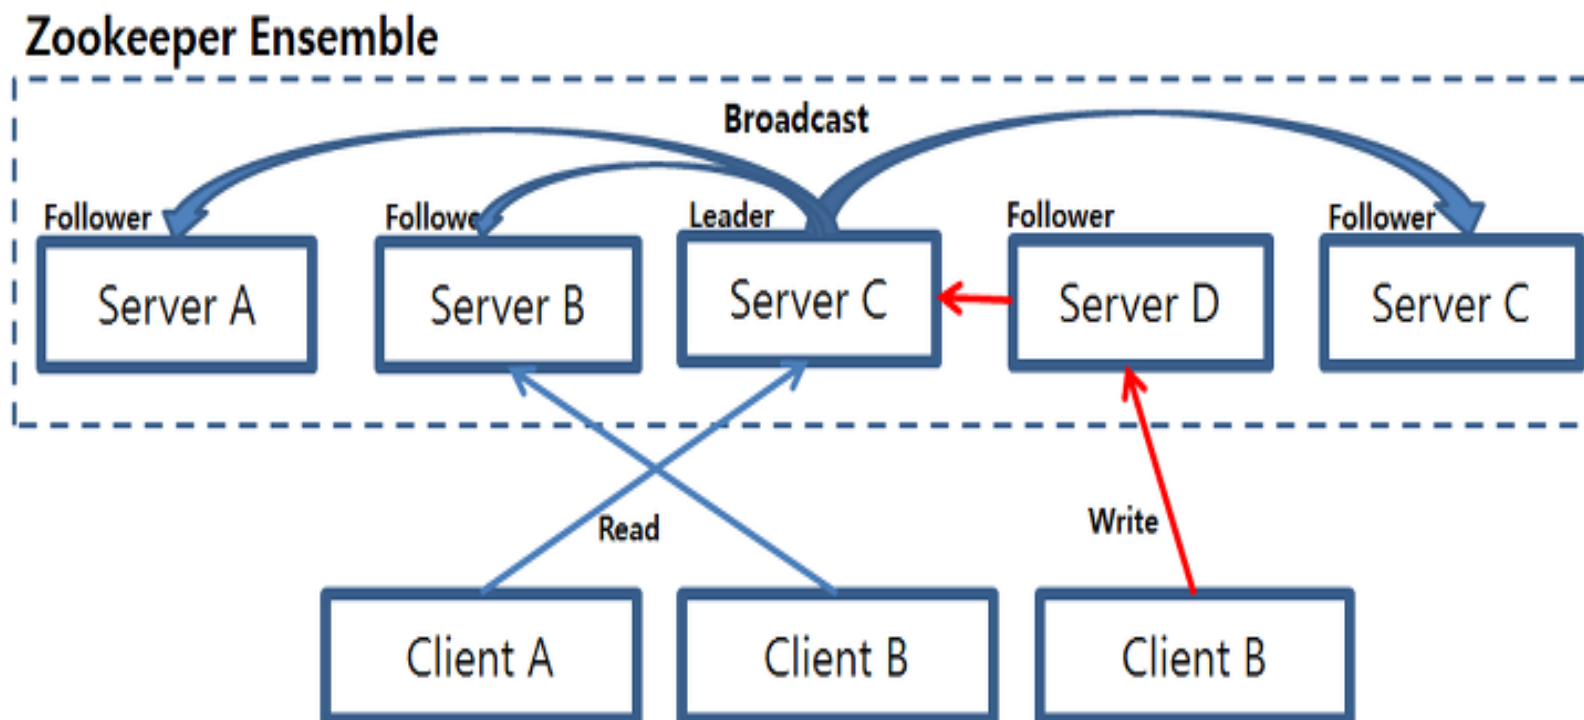 Zookeeper Ensemble
Broadcast
Follower
Followe
Leader
Follower
Follower
Server A
Server B
Server C
Server D
Server C
Read
Write
Client A
Client B
Client B